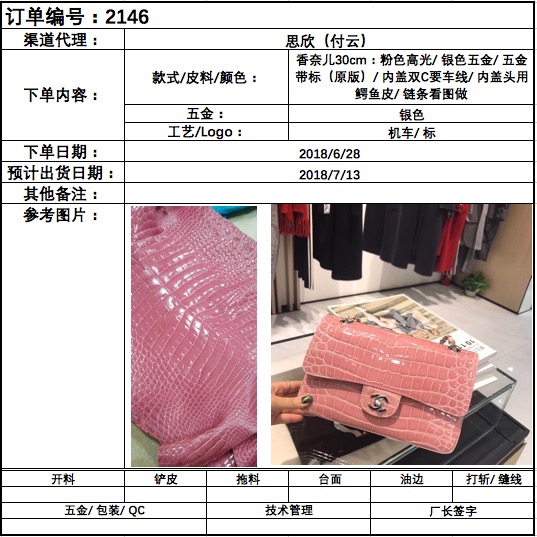 订单编号：2146
渠道代理： 思欣（付云）
下单内容：
款式/皮料/颜色：
香奈儿30cm：粉色高光/ 银色五金/ 五金
带标（原版）/ 内盖双C要车线/ 内盖头用
鳄鱼皮/ 链条看图做
五金： 银色
工艺/Logo： 机车/ 标
下单日期： 2018/6/28
预计出货日期： 2018/7/13
其他备注：
参考图片：
开料 铲皮 拖料 台面 油边 打斩/ 缝线
五金/ 包装/ QC 技术管理 厂长签字